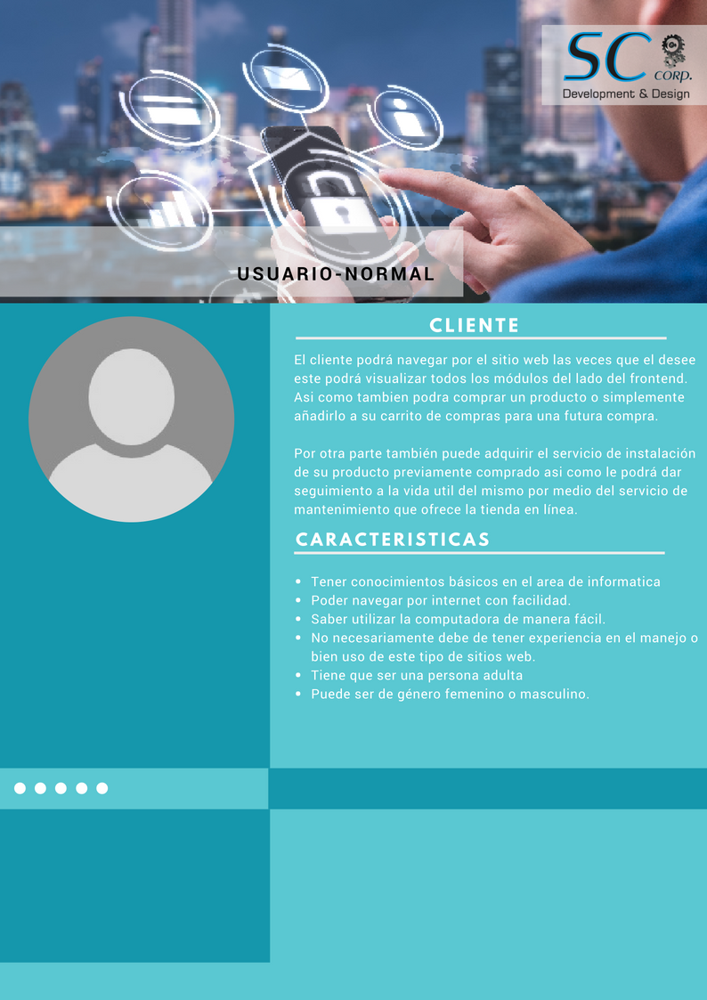 SC
CORP.
Development & Design
USUARIO-NORMAL
CLIENTE
El cliente podrá navegar por el sitio web las veces que el desee
este podrá visualizar todos los módulos del lado del frontend.
Asi como tambien podra comprar un producto o simplemente
añadirlo a su carrito de compras para una futura compra.
Por otra parte también puede adquirir el servicio de instalación
de su producto previamente comprado asi como le podrá dar
seguimiento a la vida util del mismo por medio del servicio de
mantenimiento que ofrece la tienda en línea.
CARACTERISTICAS
• Tener conocimientos básicos en el area de informatica
• Poder navegar por internet con facilidad.
• Saber utilizar la computadora de manera fácil.
• No necesariamente debe de tener experiencia en el manejo o
bien uso de este tipo de sitios web.
• Tiene que ser una persona adulta
• Puede ser de género femenino o masculino.